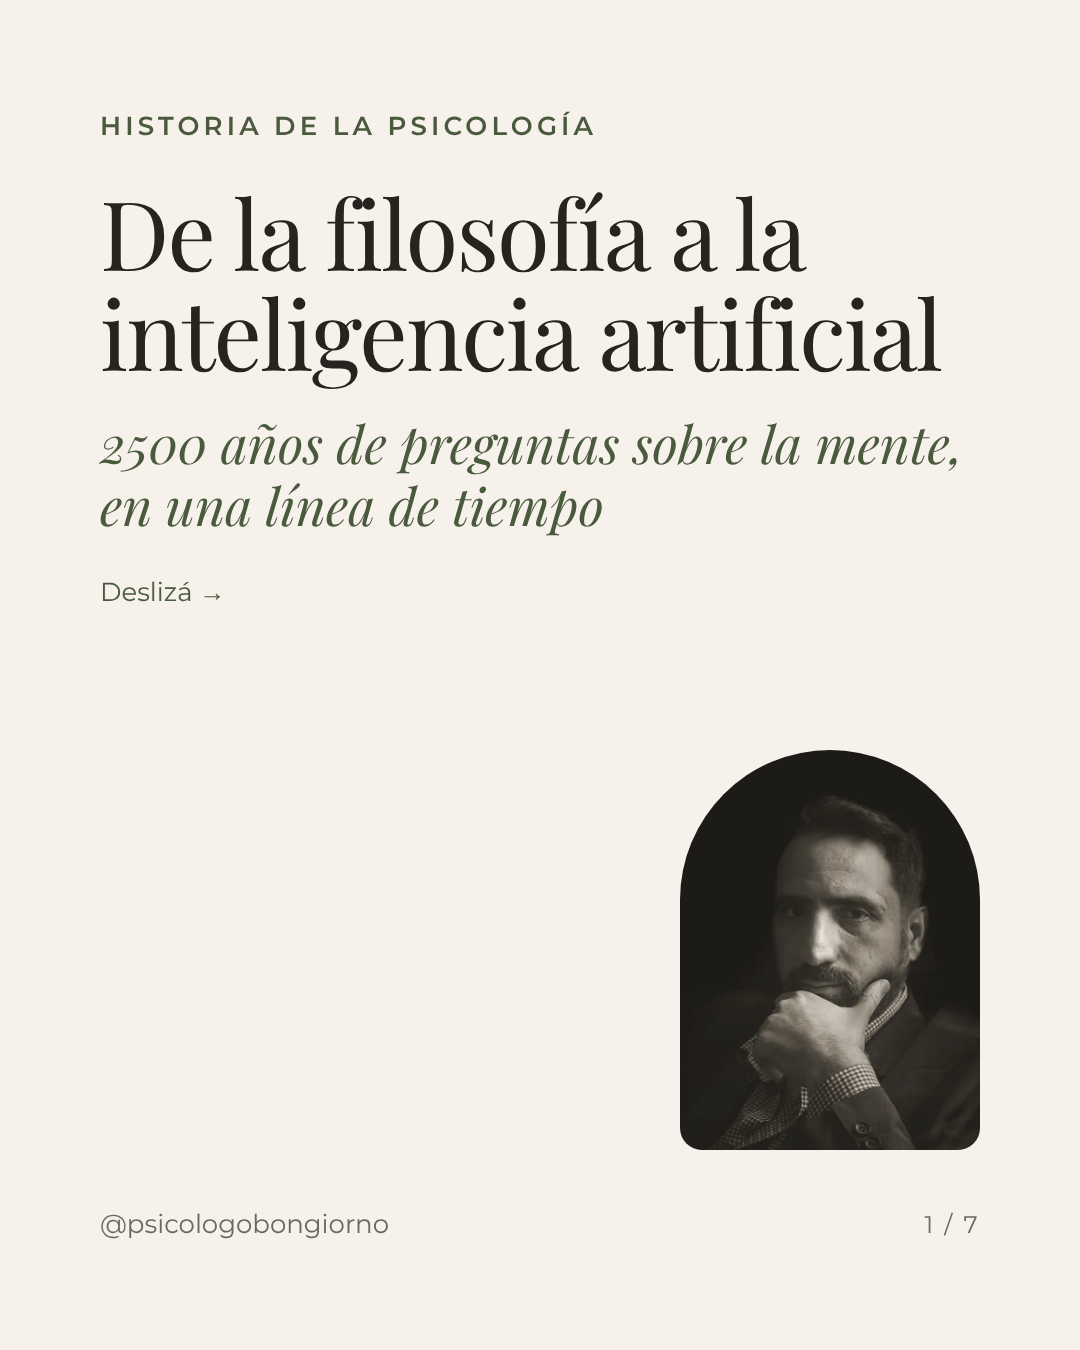 HISTORIA DE LA PSICOLOGÍA
De la filosofía a la
inteligencia artificial
2500 años de preguntas sobre la mente,
en una línea de tiempo
Deslizá →
@psicologobongiorno
1 / 7